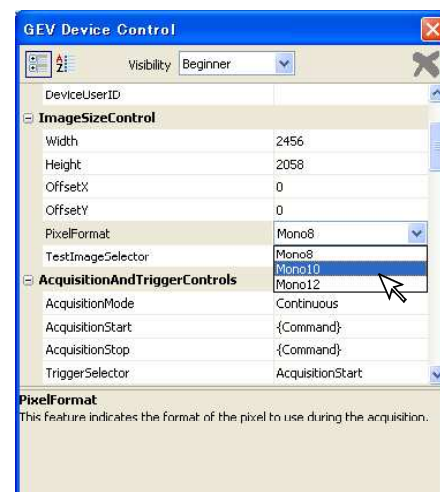 GEV Device Control
Visibility Beginner
DeviceUserID
ImageSizeControl
Width 2456
Height 2058
OffsetX 0
OffsetY 0
PixelFormat Mono8
TestImageSelector Mono8
Mono10
AcquisitionAndTriggerControls Mono12
AcquisitionMode Continuous
AcquisitionStart {Command}
AcquisitionStop {Command}
TriggerSelector AcquisitionStart
PixelFormat
This feature indicates the format of the pixel to use during the acquisition.